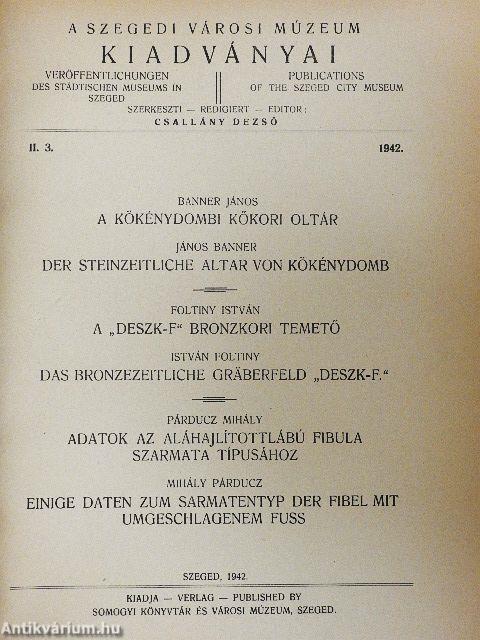 A SZEGEDI VÁROSI MÚZEUM
KIADVÁNYAI
VERÖFFENTLICHUNGEN
DES STÄDTISCHEN MUSEUMS IN
SZEGED
PUBLICATIONS
OF THE SZEGED CITY MUSEUM
SZERKESZTI — REDIGIERT — EDITOR:
CSALLÁNY DEZSŐ
II. 3.
1942.
BANNER JÁNOS
A KÖKÉNYDOMBI KŐKORI OLTÁR
JÁNOS BANNER
DER STEINZEITLICHE ALTAR VON KÖKÉNYDOMB
FOLTINY ISTVÁN
A „DESZK-F" BRONZKORI TEMETŐ
ISTVÁN FOLTINY
DAS BRONZEZEITLICHE GRÄBERFELD „DESZK-F."
PÁRDUCZ MIHÁLY
ADATOK AZ ALÁHAJLÍTOTTLÁBÚ FIBULA
SZARMATA TÍPUSÁHOZ
MIHÁLY PÁRDUCZ
EINIGE DATEN ZUM SARMATENTYP DER FIBEL MIT
UMGESCHLAGENEM FUSS
SZEGED, 1942.
KIADJA — VERLAG — PUBLISHED BY
SOMOGYI KÖNYVTÁR ÉS VÁROSI MÚZEUM, SZEGED.
Antikvárium.hu